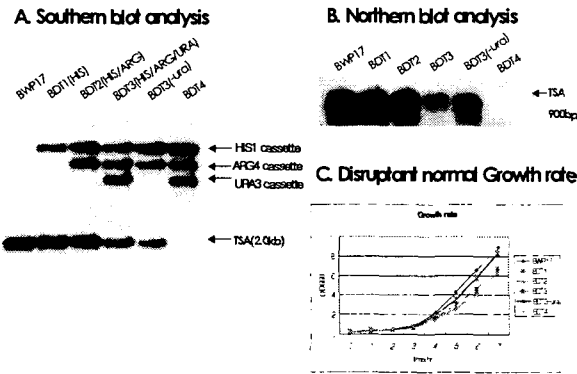 A. Southern blot analysis
BWP17
BDT1(HIS)
BDT2(HIS/ARG)
BDT3(HIS/ARG/URA)
BDT3(-ura)
BDT4
HIS1 cassette
ARG4 cassette
URA3 cassette
TSA(2.0kb)
B. Northern blot analysis
BWP17
BDT1
BDT2
BDT3
BDT3(-ura)
BDT4
TSA
900bp
C. Disruptant normal Growth rate
Growth rate
8
6
4
2
1 2 3 4 5 6 7
BWP17
BDT1
BDT2
BDT3
BDT3-ura
BDT4